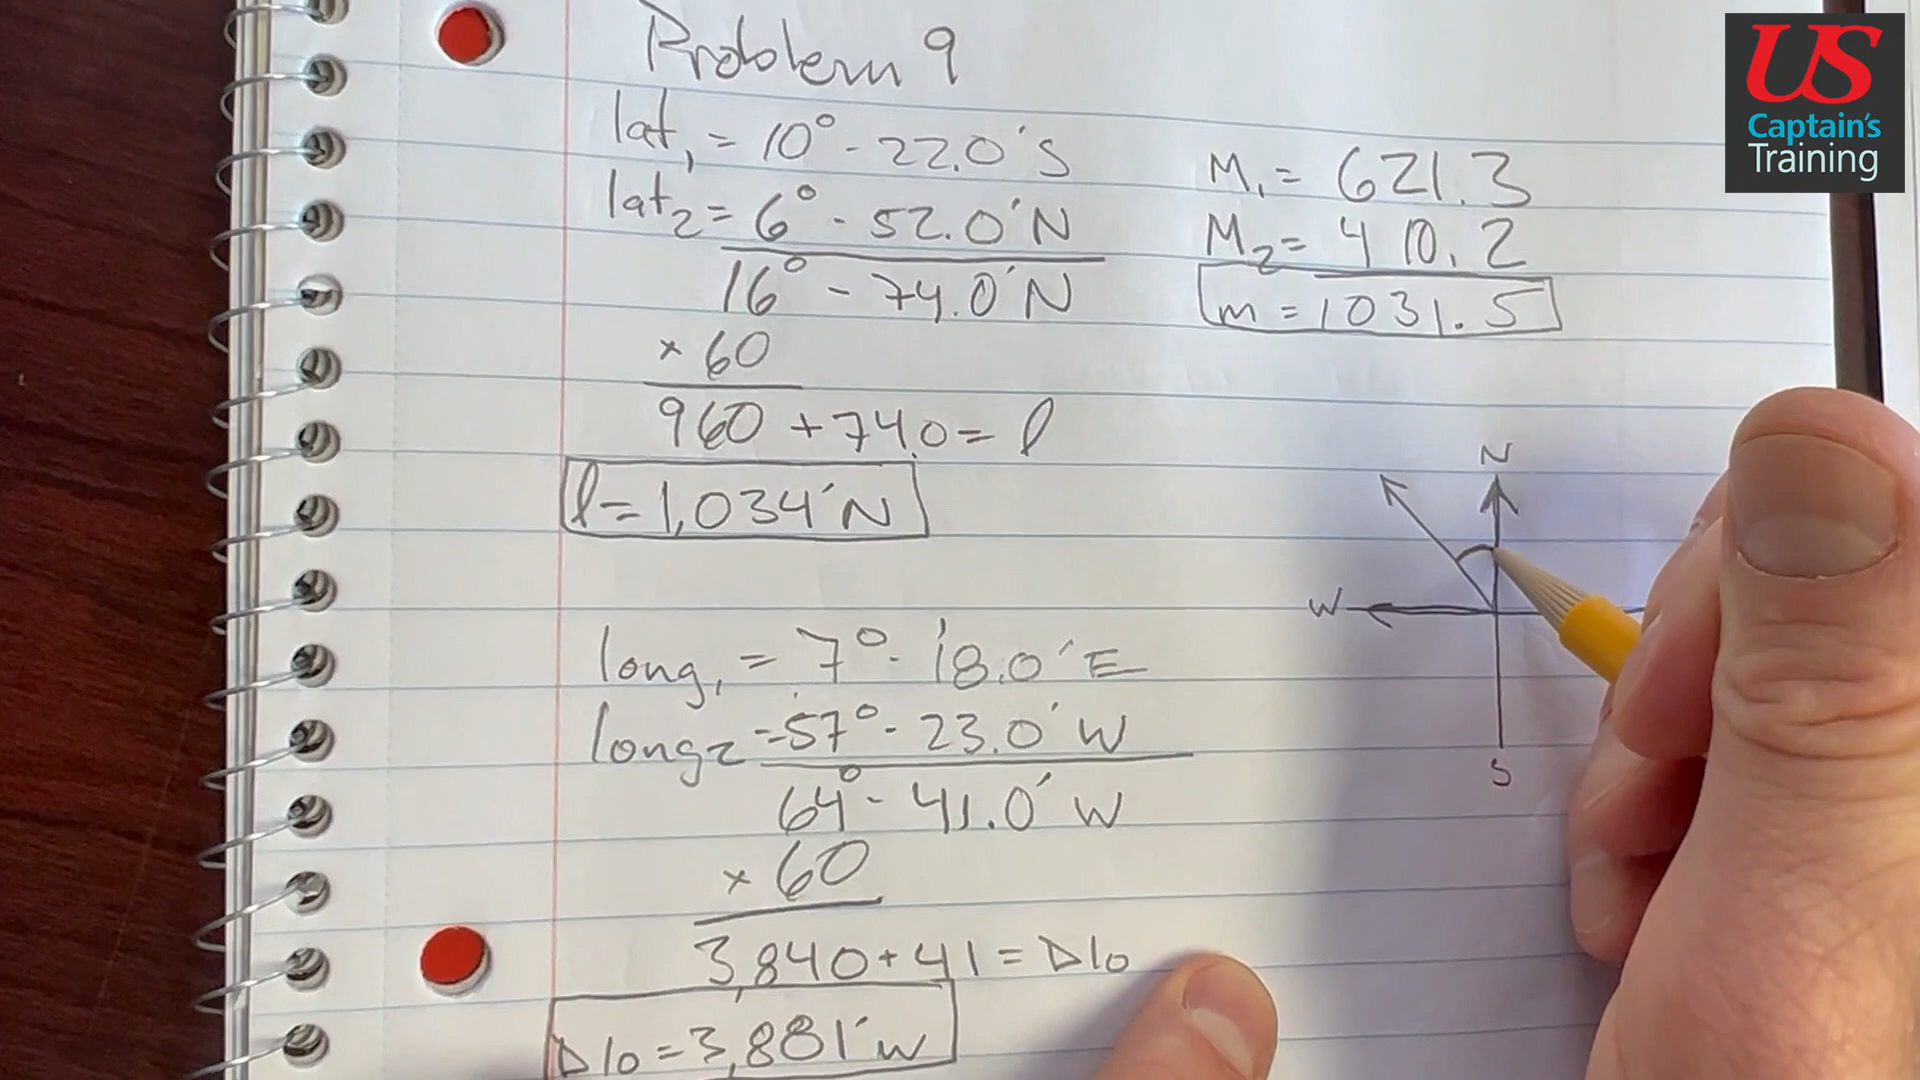 US
Captain's
Training
Problem 9
lat₁ = 10° - 22.0' S
lat₂ = 6° - 52.0' N
16° - 74.0' N
× 60
960 + 74.0 = l
l = 1,034' N
M₁ = 621.3
M₂ = 410.2
m = 1031.5
N
W
S
long₁ = 7° - 18.0' E
long₂ = 57° - 23.0' W
64° - 41.0' W
× 60
3,840 + 41 = Dlo
Dlo = 3,881' W